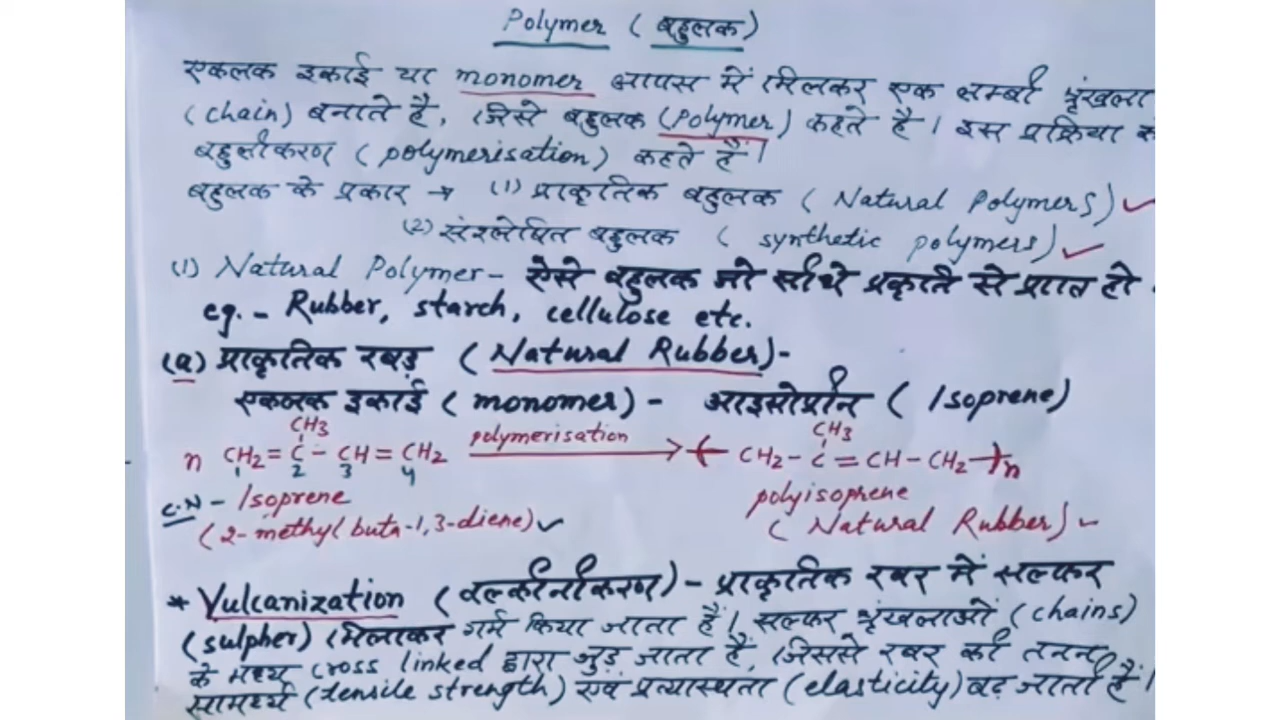 Polymer (बहुलक)
एकलक इकाई या monomer आपस में मिलकर एक लम्बी श्रृंखला
(chain) बनाते है, जिसे बहुलक (polymer) कहते है। इस प्रक्रिया को
बहुलीकरण (polymerisation) कहते हैं।
बहुलक के प्रकार → (1) प्राकृतिक बहुलक (Natural Polymers) ✓
(2) संश्लेषित बहुलक (synthetic polymers) ✓
(1) Natural Polymer - ऐसे बहुलक जो सीधे प्रकृति से प्राप्त हो
eg. - Rubber, starch, cellulose etc.
(a) प्राकृतिक रबड़ (Natural Rubber)-
एकलक इकाई (monomer) - आइसोप्रीन (Isoprene)
CH3 CH3
n CH2 = C - CH = CH2 polymerisation → ( CH2 - C = CH - CH2 )n
1 2 3 4
C.N - Isoprene polyisophene
(2-methyl buta-1,3-diene) ✓ (Natural Rubber) ✓
* Vulcanization (वल्कीनीकरण) - प्राकृतिक रबर में सल्फर
(sulpher) मिलाकर गर्म किया जाता है। सल्फर श्रृंखलाओं (chains)
के मध्य cross linked द्वारा जुड़ जाता है, जिससे रबर की तनन
सामर्थ्य (tensile strength) एवं प्रत्यास्थता (elasticity) बढ़ जाती है।